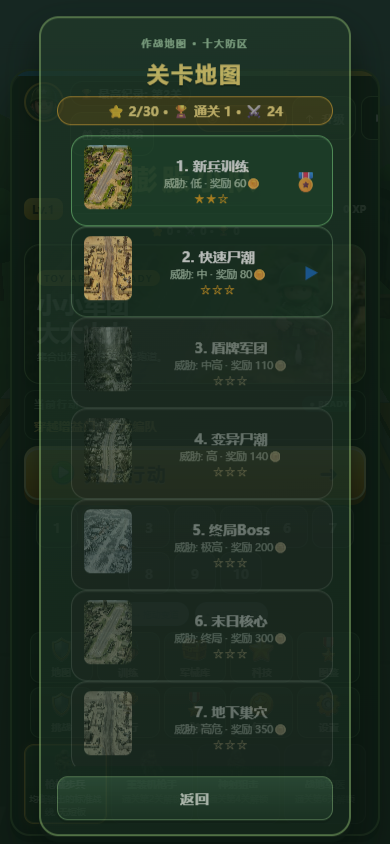 作战地图 • 十大防区
关卡地图
⭐ 2/30 • 🏆 通关 1 • ⚔️ 24
1. 新兵训练
威胁: 低 · 奖励 60
★★☆
2. 快速尸潮
威胁: 中 · 奖励 80
☆☆☆
3. 盾牌军团
威胁: 中高 · 奖励 110
☆☆☆
4. 变异尸潮
威胁: 高 · 奖励 140
☆☆☆
5. 终局Boss
威胁: 极高 · 奖励 200
☆☆☆
6. 末日核心
威胁: 终局 · 奖励 300
☆☆☆
7. 地下巢穴
威胁: 高危 · 奖励 350
☆☆☆
返回